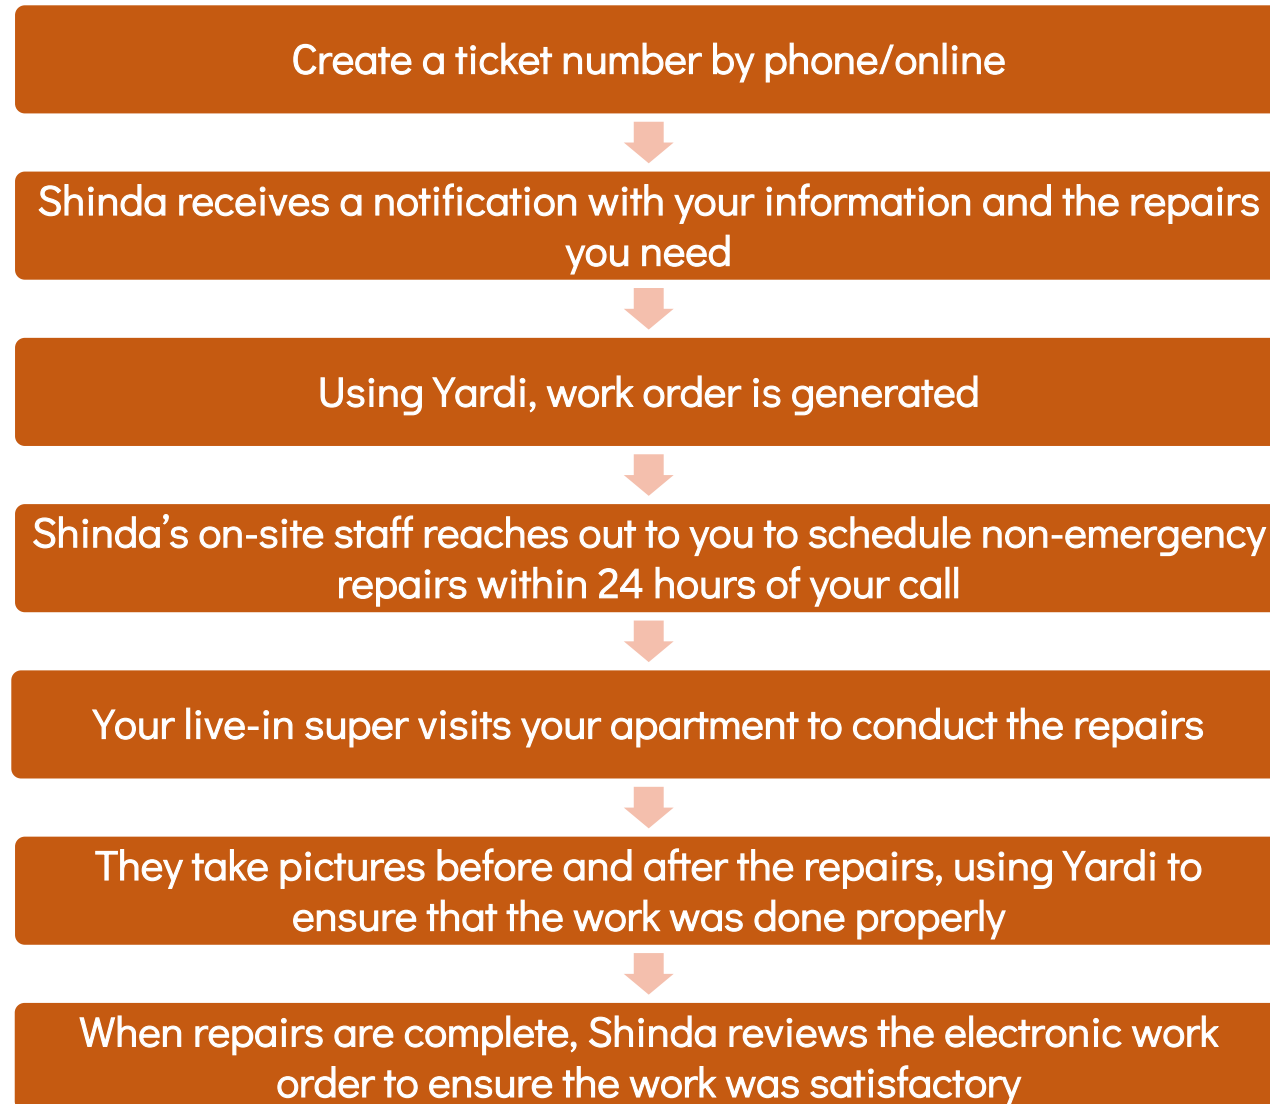 Create a ticket number by phone/online
Shinda receives a notification with your information and the repairs
you need
Using Yardi, work order is generated
Shinda’s on-site staff reaches out to you to schedule non-emergency
repairs within 24 hours of your call
Your live-in super visits your apartment to conduct the repairs
They take pictures before and after the repairs, using Yardi to
ensure that the work was done properly
When repairs are complete, Shinda reviews the electronic work
order to ensure the work was satisfactory